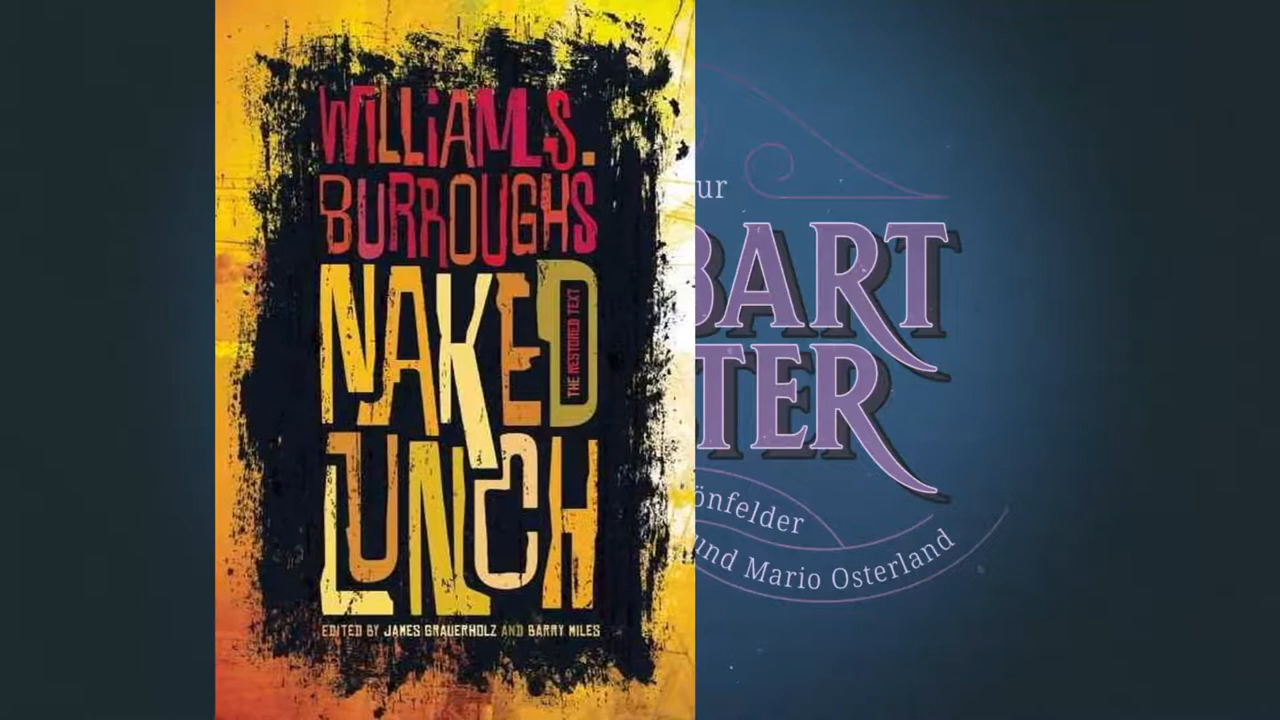 WiLLiAM S.
BURROUGHS
NAKED
THE RESTORED TEXT
LUNCH
EDITED BY JAMES GRAUERHOLZ AND BARRY MILES
ur
BART
TER
önfelder
und Mario Osterland